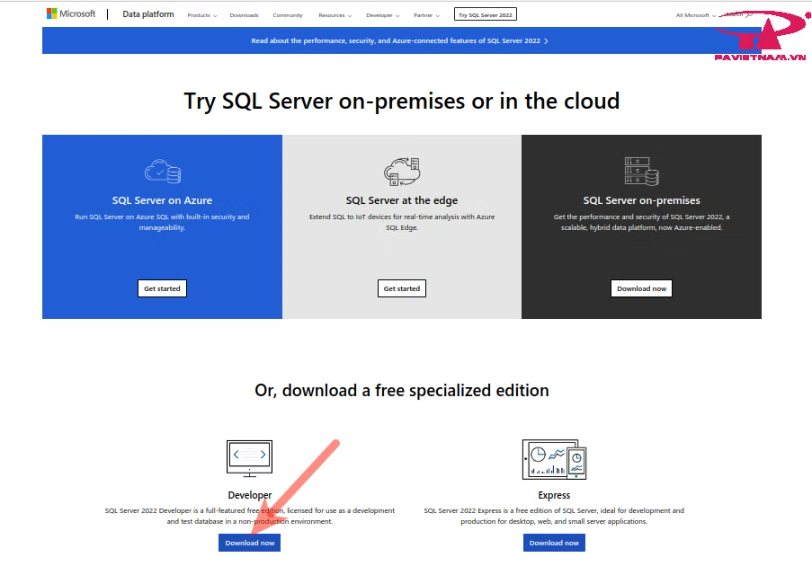 Microsoft
Data platform
Products
Downloads
Community
Resources
Developer
Partner
Try SQL Server 2022
All Microsoft
PAVIETNAM.VN
Read about the performance, security, and Azure-connected features of SQL Server 2022
Try SQL Server on-premises or in the cloud
SQL Server on Azure
Run SQL Server on Azure SQL with built-in security and
manageability.
Get started
SQL Server at the edge
Extend SQL to IoT devices for real-time analysis with Azure
SQL Edge.
Get started
SQL Server on-premises
Get the performance and security of SQL Server 2022, a
scalable, hybrid data platform, now Azure-enabled.
Download now
Or, download a free specialized edition
Developer
SQL Server 2022 Developer is a full-featured free edition, licensed for use as a development
and test database in a non-production environment.
Download now
Express
SQL Server 2022 Express is a free edition of SQL Server, ideal for development and
production for desktop, web, and small server applications.
Download now